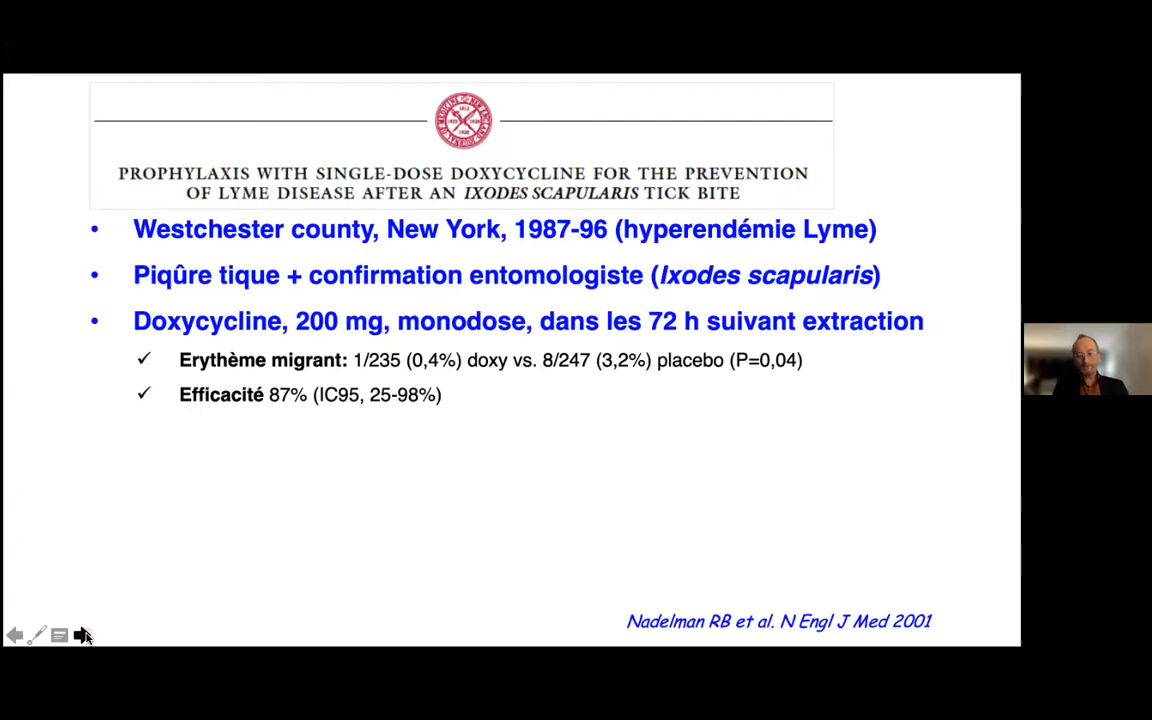 PROPHYLAXIS WITH SINGLE-DOSE DOXYCYCLINE FOR THE PREVENTION
OF LYME DISEASE AFTER AN IXODES SCAPULARIS TICK BITE
• Westchester county, New York, 1987-96 (hyperendémie Lyme)
• Piqûre tique + confirmation entomologiste (Ixodes scapularis)
• Doxycycline, 200 mg, monodose, dans les 72 h suivant extraction
✓ Erythème migrant: 1/235 (0,4%) doxy vs. 8/247 (3,2%) placebo (P=0,04)
✓ Efficacité 87% (IC95, 25-98%)
Nadelman RB et al. N Engl J Med 2001